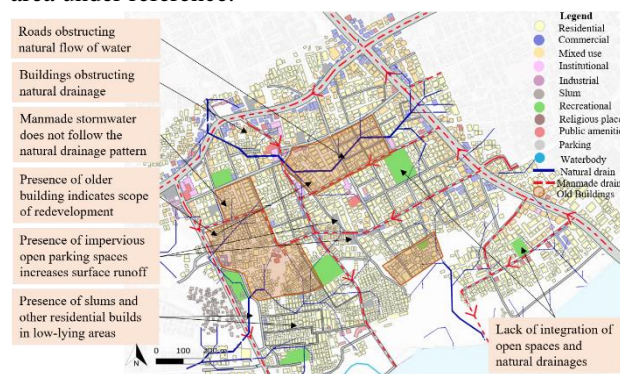 area under reference.
Roads obstructing
natural flow of water
Buildings obstructing
natural drainage
Manmade stormwater
does not follow the
natural drainage pattern
Presence of older
building indicates scope
of redevelopment
Presence of impervious
open parking spaces
increases surface runoff
Presence of slums and
other residential builds
in low-lying areas
Legend
Residential
Commercial
Mixed use
Institutional
Industrial
Slum
Recreational
Religious place
Public amenities
Parking
Waterbody
Natural drain
Manmade drain
Old Buildings
Lack of integration of
open spaces and
natural drainages
N
0 100